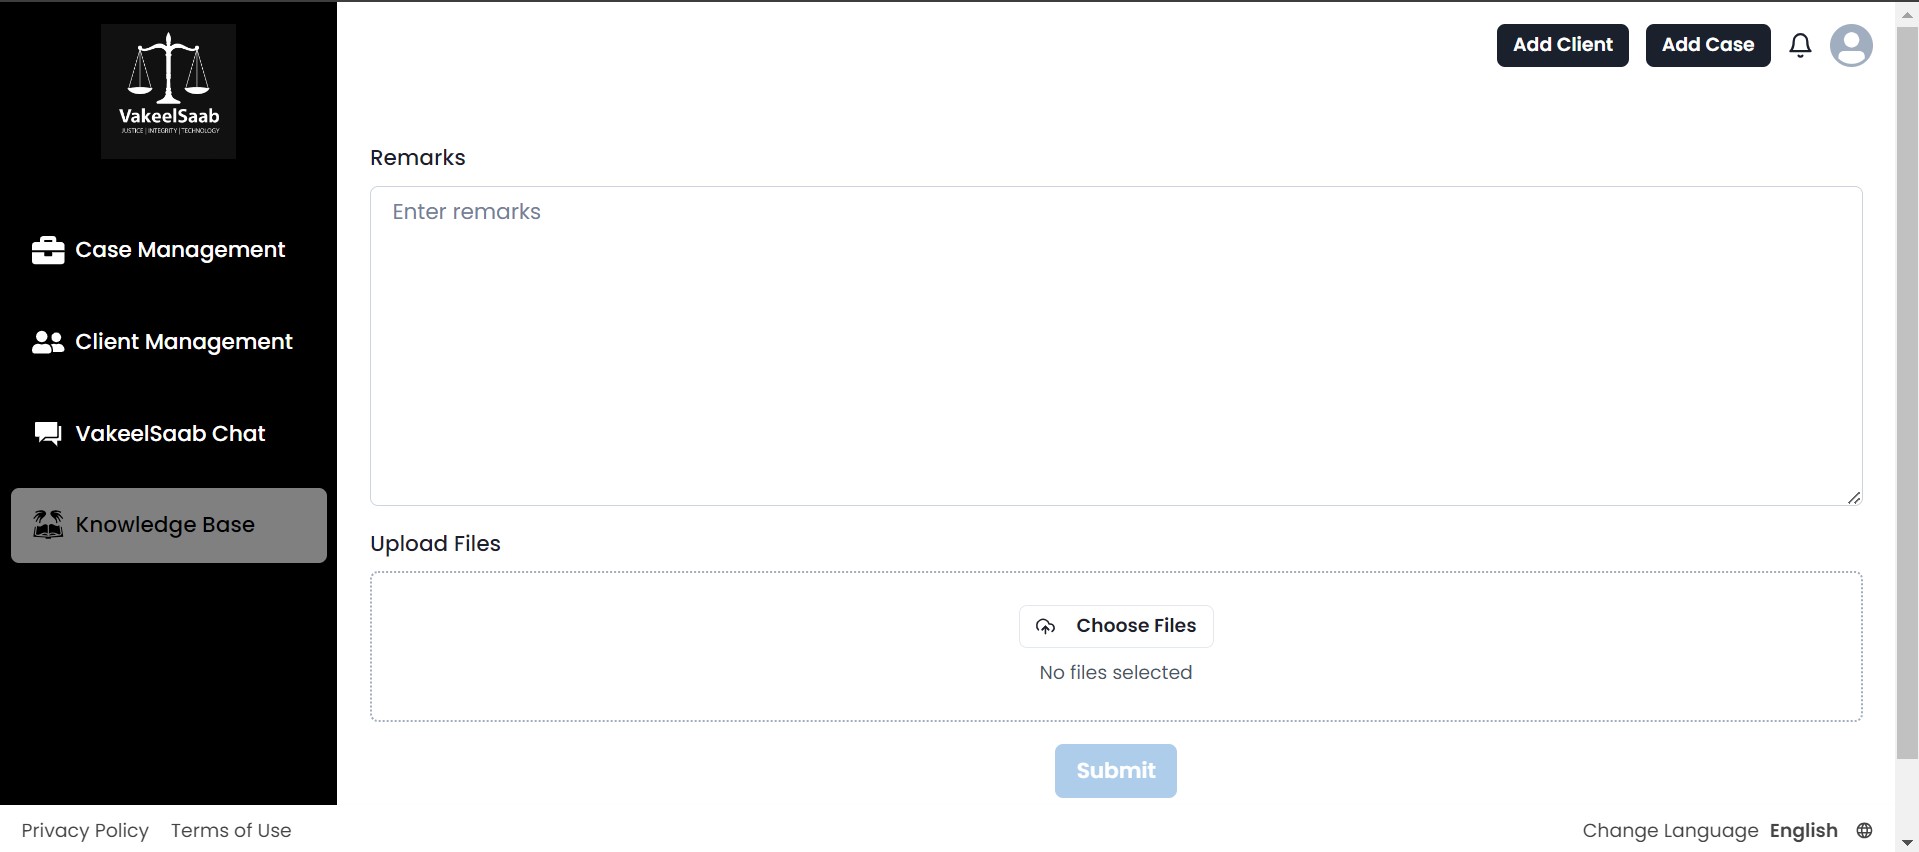 VakeelSaab
JUSTICE | INTEGRITY | TECHNOLOGY
Case Management
Client Management
VakeelSaab Chat
Knowledge Base
Add Client
Add Case
Remarks
Enter remarks
Upload Files
Choose Files
No files selected
Submit
Privacy Policy
Terms of Use
Change Language English